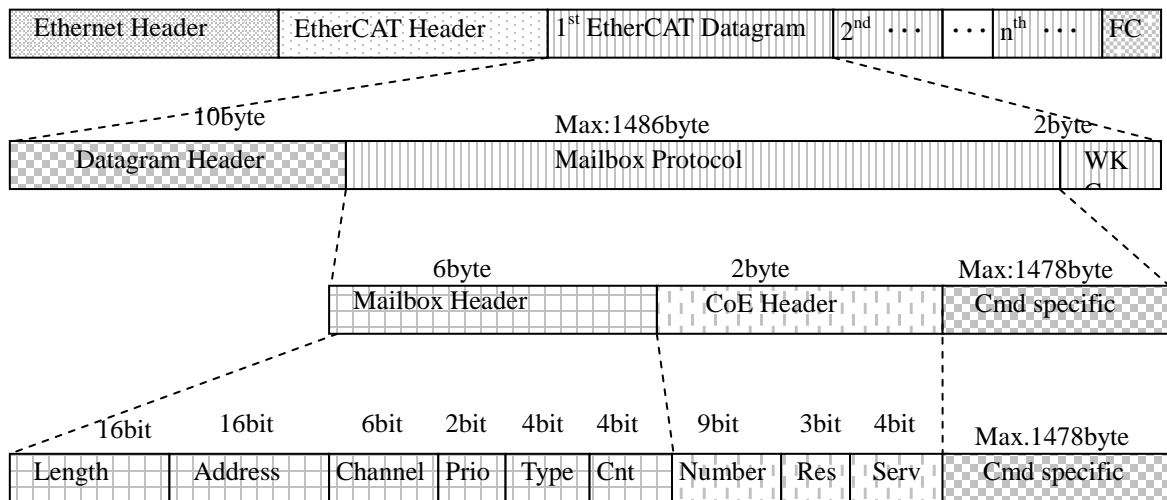 Ethernet Header EtherCAT Header 1st EtherCAT Datagram 2nd ··· ··· nth ··· FC
10byte Max:1486byte 2byte
Datagram Header Mailbox Protocol WK
6byte 2byte Max:1478byte
Mailbox Header CoE Header Cmd specific
16bit 16bit 6bit 2bit 4bit 4bit 9bit 3bit 4bit Max.1478byte
Length Address Channel Prio Type Cnt Number Res Serv Cmd specific